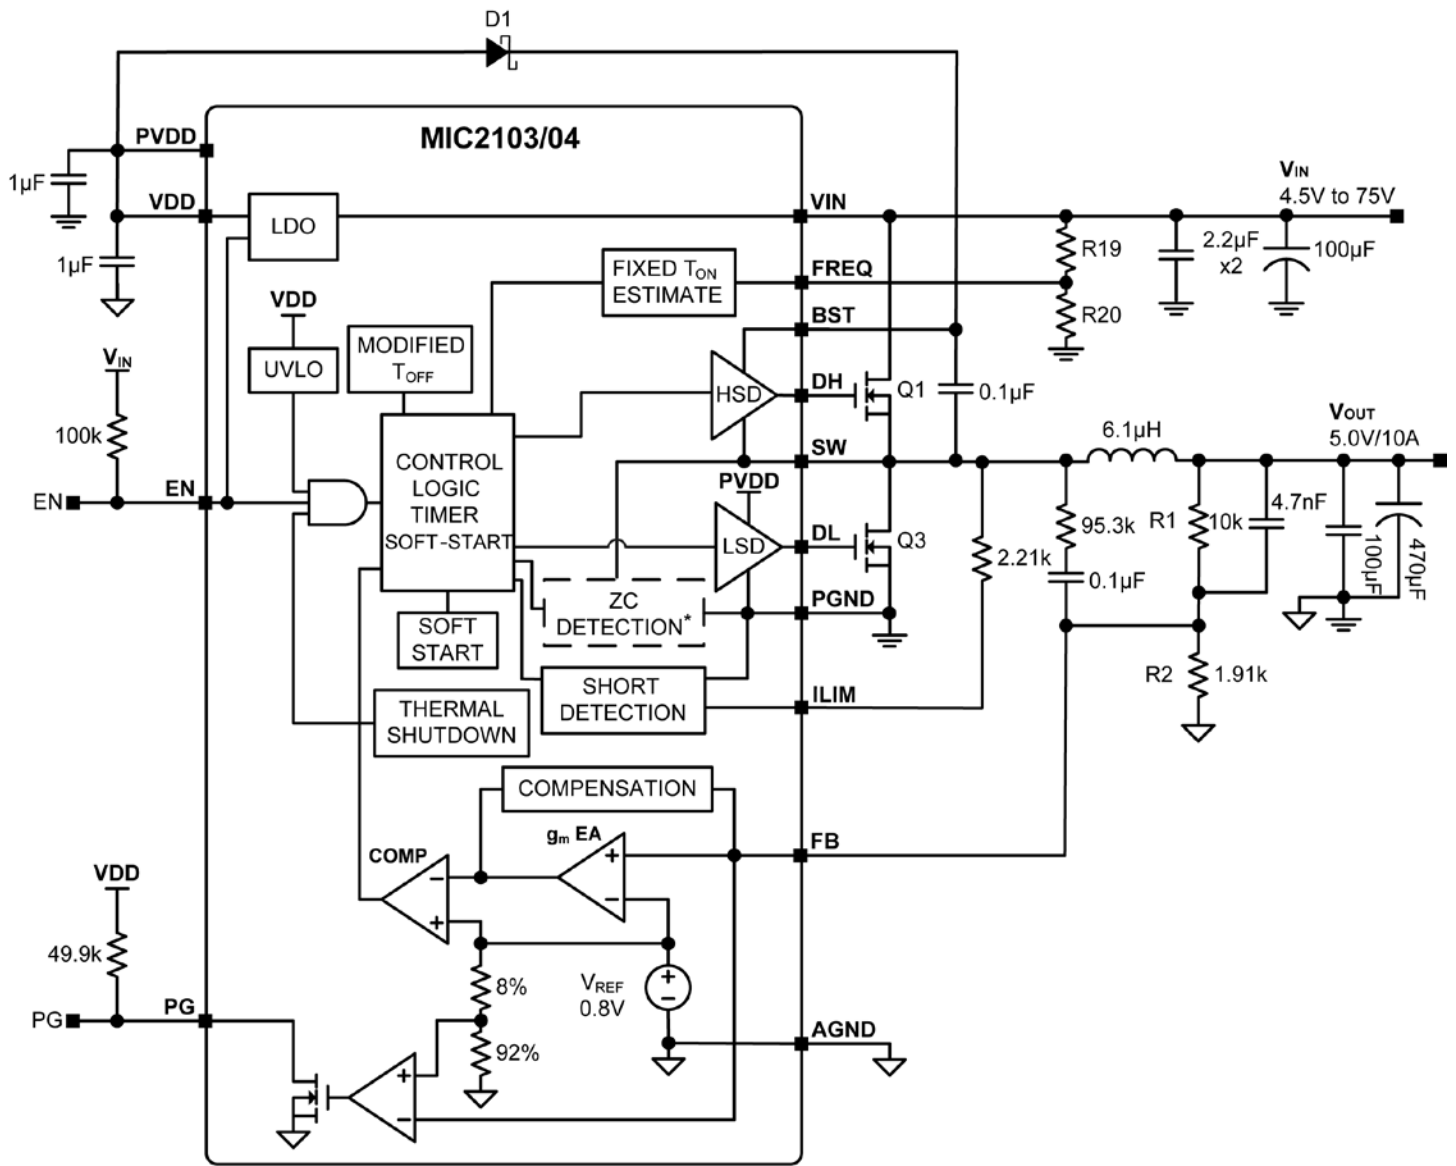 D1
MIC2103/04
PVDD
1µF
VDD
LDO
VIN
VIN
4.5V to 75V
1µF
FIXED TON
ESTIMATE
FREQ
R19
2.2µF
x2
100µF
VDD
BST
R20
VIN
UVLO
MODIFIED
TOFF
HSD
DH
Q1
0.1µF
100k
VOUT
5.0V/10A
6.1µH
CONTROL
LOGIC
TIMER
SOFT-START
SW
PVDD
EN
EN
LSD
DL
Q3
2.21k
95.3k
R1
10k
4.7nF
100µF
470µF
0.1µF
ZC
DETECTION*
PGND
SOFT
START
SHORT
DETECTION
ILIM
R2
1.91k
THERMAL
SHUTDOWN
COMPENSATION
gm EA
+
−
FB
COMP
−
+
VDD
49.9k
8%
VREF
0.8V
+
−
PG
PG
92%
AGND
+
−